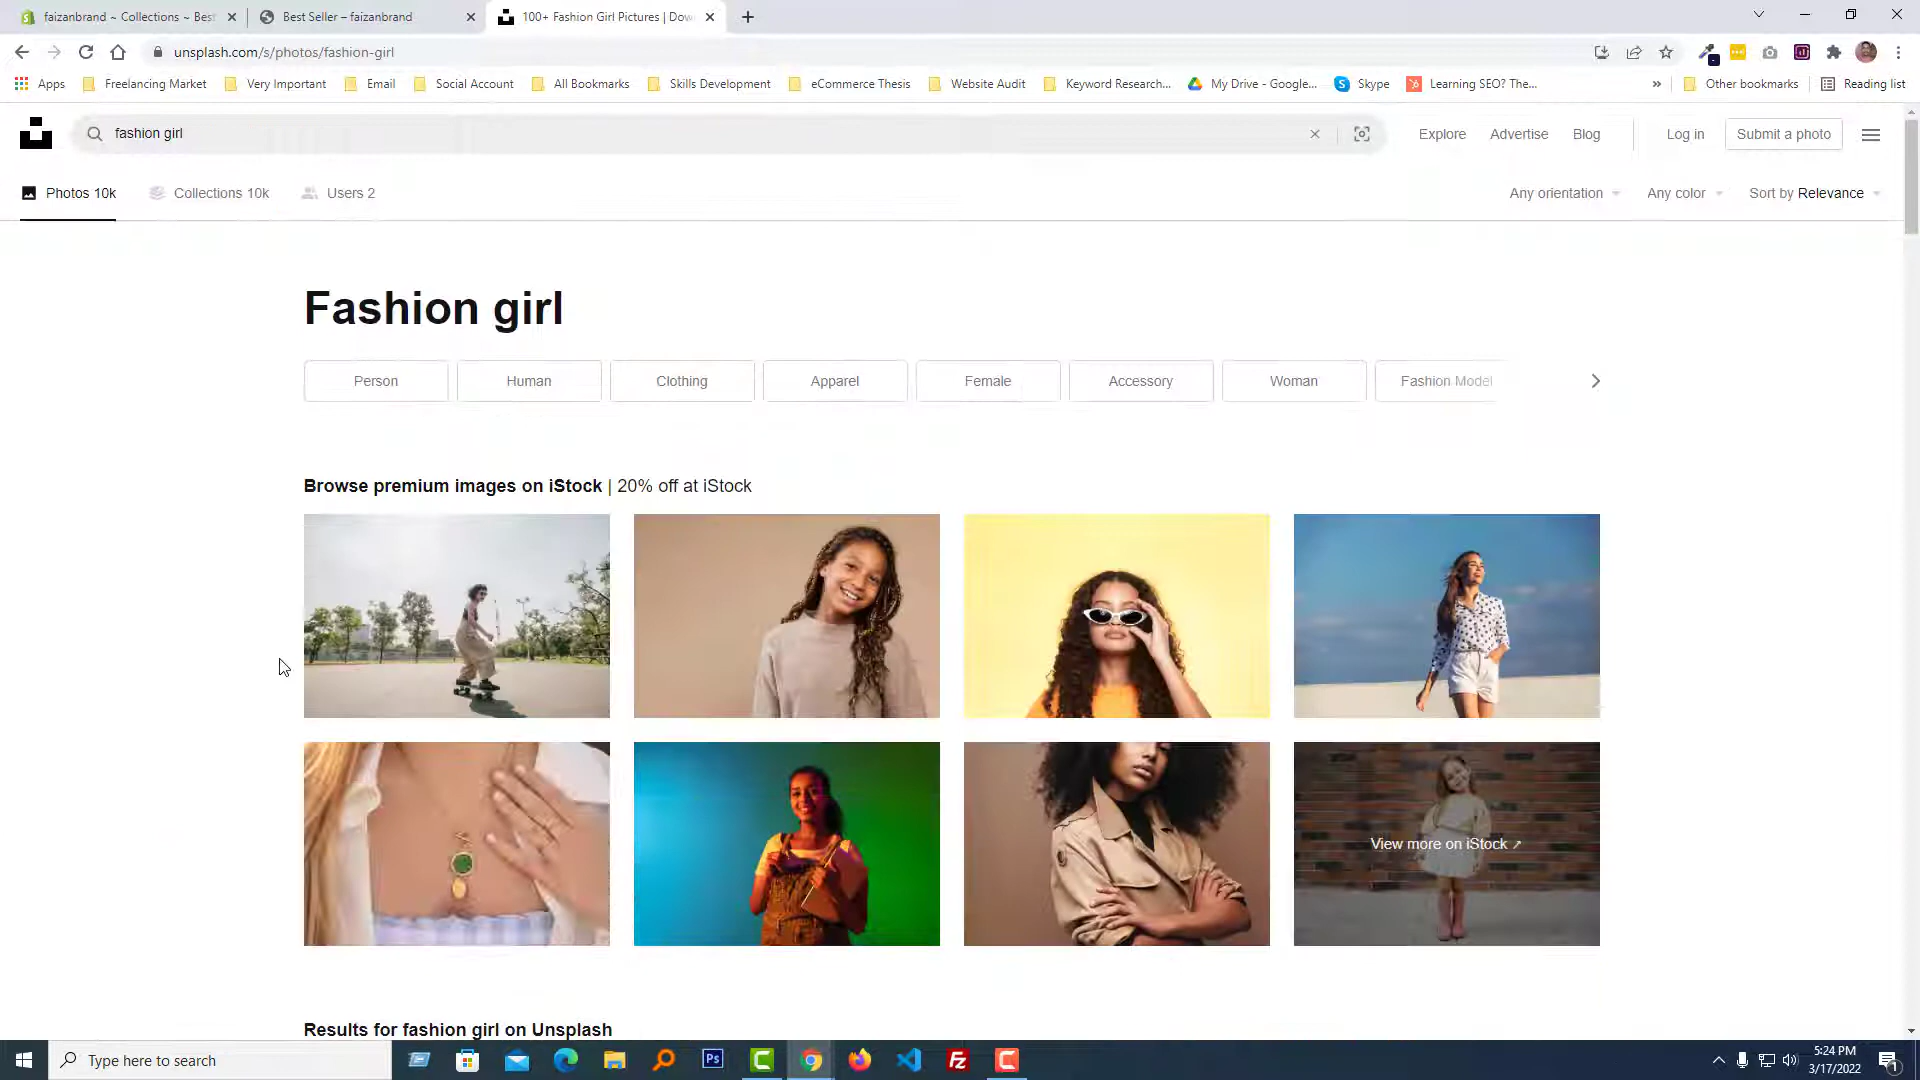 faizanbrand ~ Collections ~ Best
Best Seller – faizanbrand
100+ Fashion Girl Pictures | Dow
unsplash.com/s/photos/fashion-girl
Apps
Freelancing Market
Very Important
Email
Social Account
All Bookmarks
Skills Development
eCommerce Thesis
Website Audit
Keyword Research...
My Drive - Google...
Skype
Learning SEO? The...
»
Other bookmarks
Reading list
fashion girl
Explore
Advertise
Blog
Log in
Submit a photo
Photos 10k
Collections 10k
Users 2
Any orientation
Any color
Sort by Relevance
Fashion girl
Person
Human
Clothing
Apparel
Female
Accessory
Woman
Fashion Model
Browse premium images on iStock | 20% off at iStock
View more on iStock ↗
Results for fashion girl on Unsplash
Type here to search
Ps
Fz
5:24 PM
3/17/2022
1